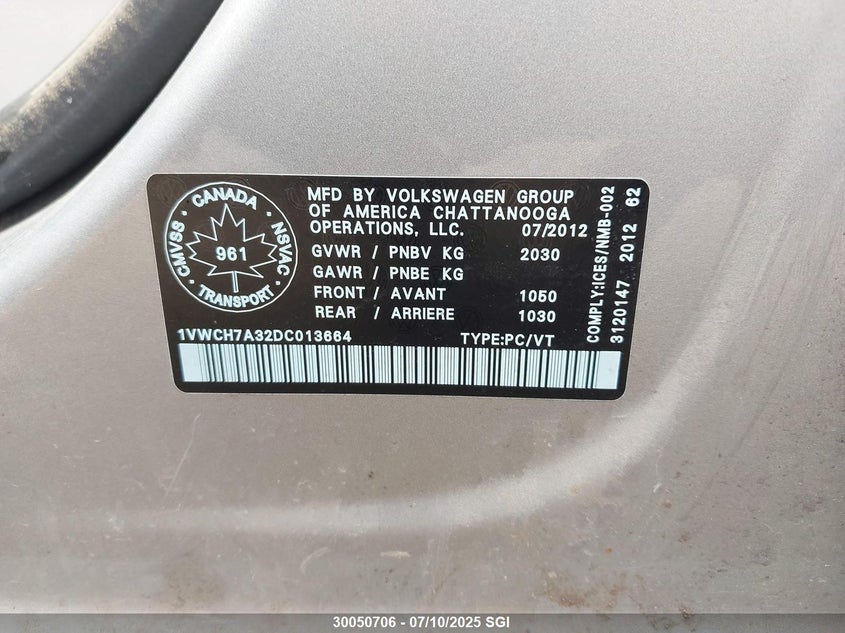 CANADA
CMVSS
NSVAC
961
TRANSPORT
MFD BY VOLKSWAGEN GROUP
OF AMERICA CHATTANOOGA
OPERATIONS, LLC. 07/2012
GVWR / PNBV KG 2030
GAWR / PNBE KG
FRONT / AVANT 1050
REAR / ARRIERE 1030
1VWCH7A32DC013664 TYPE:PC/VT
COMPLY:ICES/NMB-002
3120147 2012 62
30050706 - 07/10/2025 SGI